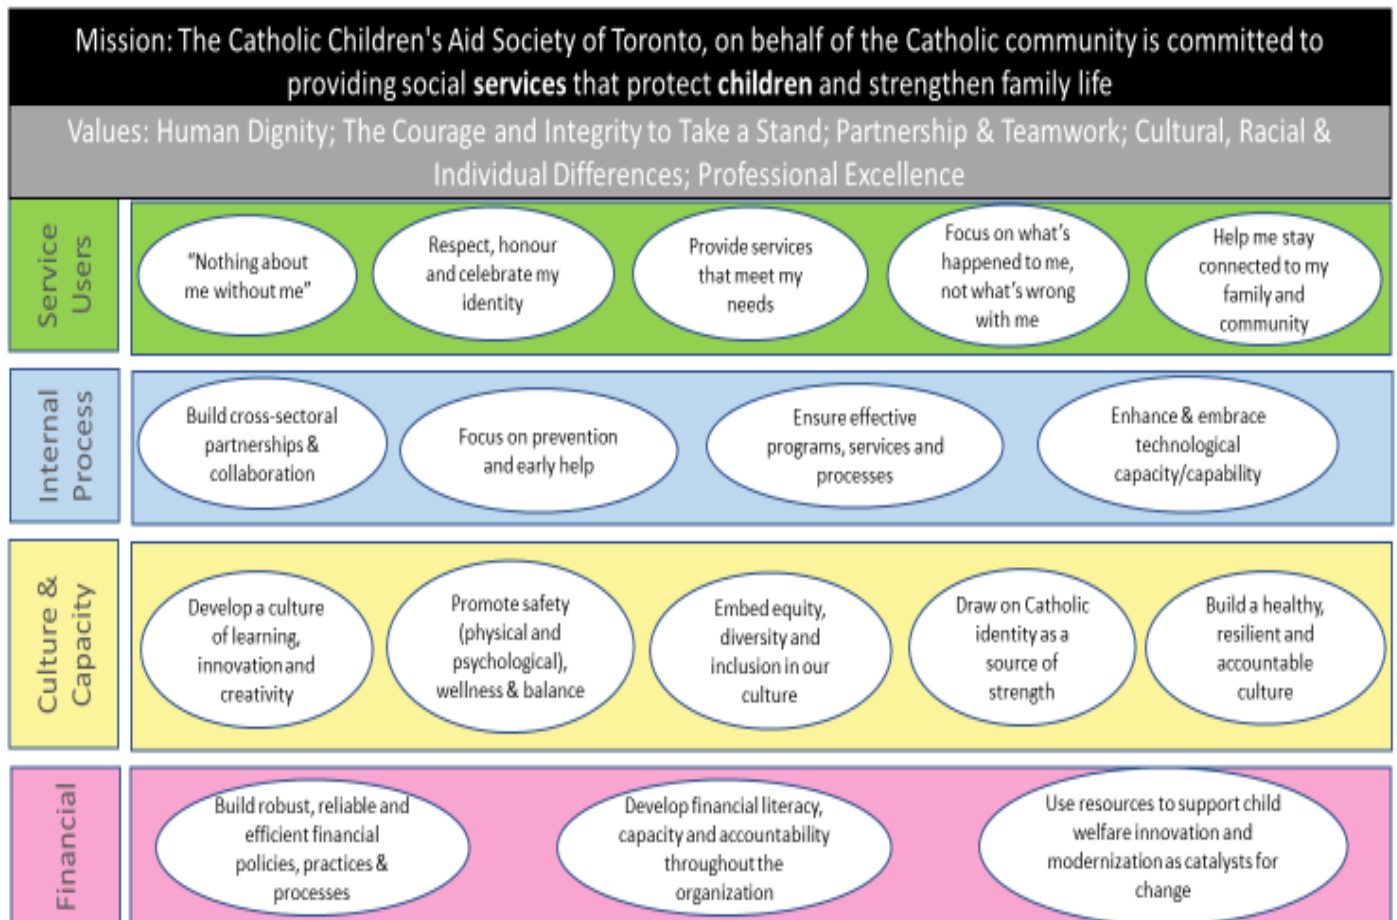 Mission: The Catholic Children's Aid Society of Toronto, on behalf of the Catholic community is committed to
providing social services that protect children and strengthen family life
Values: Human Dignity; The Courage and Integrity to Take a Stand; Partnership & Teamwork; Cultural, Racial &
Individual Differences; Professional Excellence
Service
Users
"Nothing about
me without me"
Respect, honour
and celebrate my
identity
Provide services
that meet my
needs
Focus on what's
happened to me,
not what's wrong
with me
Help me stay
connected to my
family and
community
Internal
Process
Build cross-sectoral
partnerships &
collaboration
Focus on prevention
and early help
Ensure effective
programs, services and
processes
Enhance & embrace
technological
capacity/capability
Culture &
Capacity
Develop a culture
of learning,
innovation and
creativity
Promote safety
(physical and
psychological),
wellness & balance
Embed equity,
diversity and
inclusion in our
culture
Draw on Catholic
identity as a
source of
strength
Build a healthy,
resilient and
accountable
culture
Financial
Build robust, reliable and
efficient financial
policies, practices &
processes
Develop financial literacy,
capacity and accountability
throughout the
organization
Use resources to support child
welfare innovation and
modernization as catalysts for
change